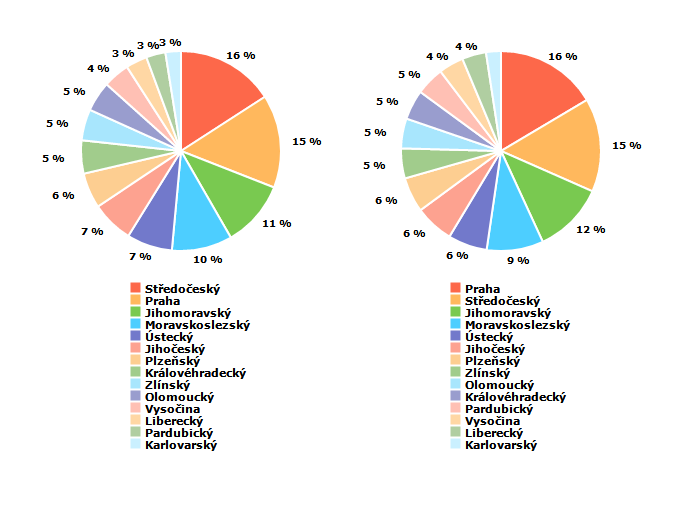 16 %
15 %
11 %
10 %
7 %
7 %
6 %
5 %
5 %
5 %
4 %
3 %
3 %
3 %
Středočeský
Praha
Jihomoravský
Moravskoslezský
Ústecký
Jihočeský
Plzeňský
Královéhradecký
Zlínský
Olomoucký
Vysočina
Liberecký
Pardubický
Karlovarský
16 %
15 %
12 %
9 %
6 %
6 %
6 %
5 %
5 %
5 %
5 %
4 %
4 %
Praha
Středočeský
Jihomoravský
Moravskoslezský
Ústecký
Jihočeský
Plzeňský
Zlínský
Olomoucký
Královéhradecký
Pardubický
Vysočina
Liberecký
Karlovarský